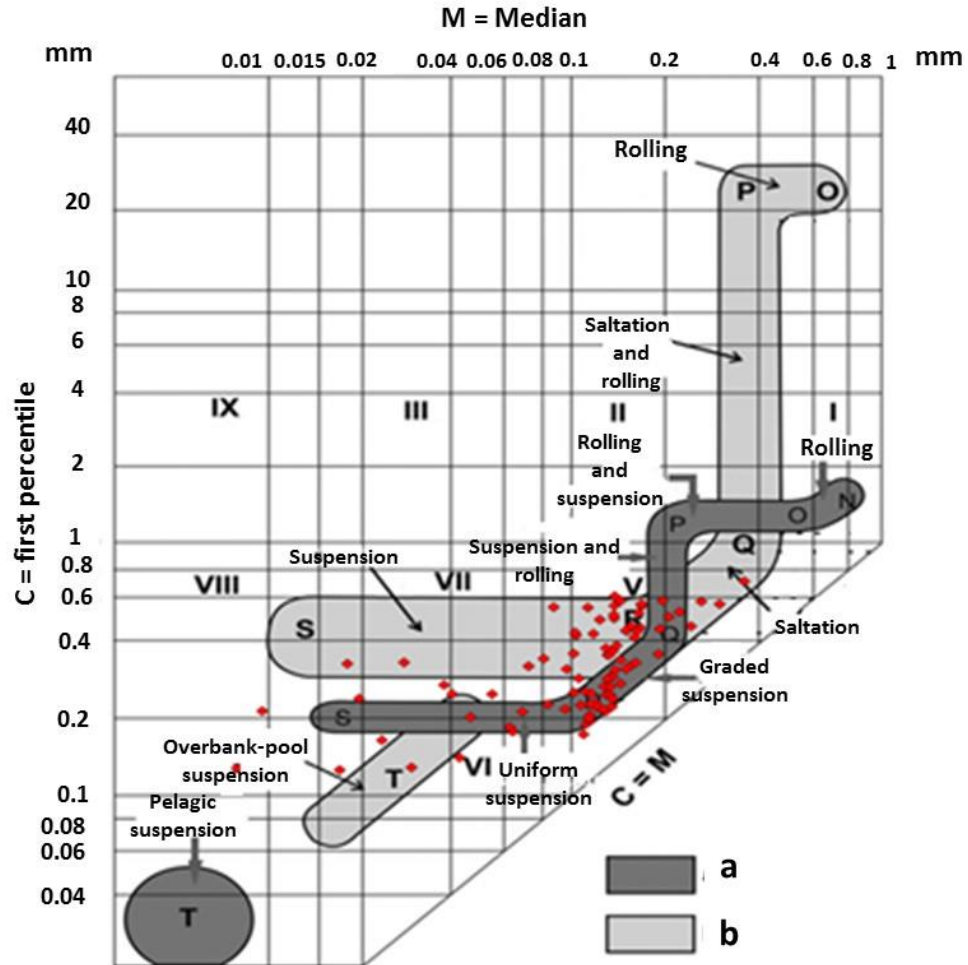 M = Median
mm 0.01 0.015 0.02 0.04 0.06 0.08 0.1 0.2 0.4 0.6 0.8 1 mm
C = first percentile
40
20
10
8
6
4
2
1
0.8
0.6
0.4
0.2
0.1
0.08
0.06
0.04
Rolling
P O
Saltation
and
rolling
IX III II I
Rolling
and
suspension
Rolling
P O N
Q
Suspension and
rolling
Suspension
VIII VII V
S R
Q
Saltation
Graded
suspension
S
Overbank-pool
suspension
T
VI
Uniform
suspension
C = M
Pelagic
suspension
T
a
b